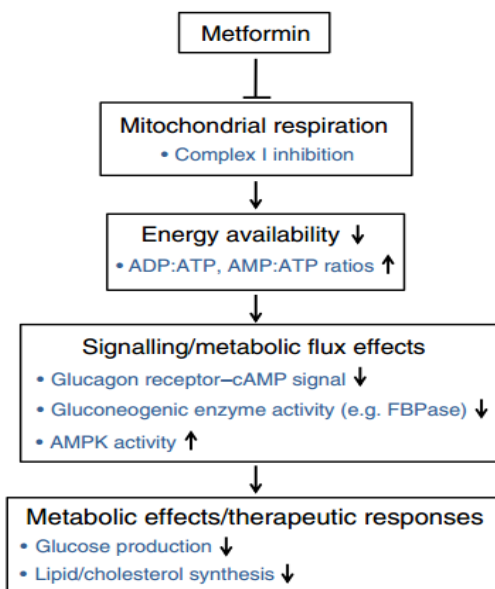 Metformin
Mitochondrial respiration
• Complex I inhibition
Energy availability ↓
• ADP:ATP, AMP:ATP ratios ↑
Signalling/metabolic flux effects
• Glucagon receptor–cAMP signal ↓
• Gluconeogenic enzyme activity (e.g. FBPase) ↓
• AMPK activity ↑
Metabolic effects/therapeutic responses
• Glucose production ↓
• Lipid/cholesterol synthesis ↓